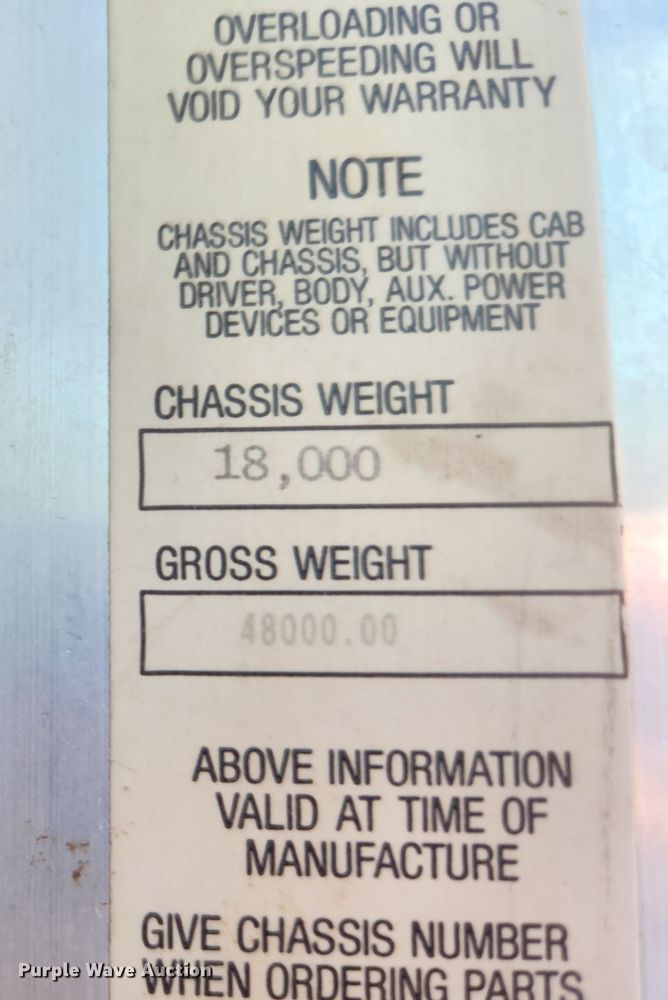 OVERLOADING OR
OVERSPEEDING WILL
VOID YOUR WARRANTY
NOTE
CHASSIS WEIGHT INCLUDES CAB
AND CHASSIS, BUT WITHOUT
DRIVER, BODY, AUX. POWER
DEVICES OR EQUIPMENT
CHASSIS WEIGHT
18,000
GROSS WEIGHT
48000.00
ABOVE INFORMATION
VALID AT TIME OF
MANUFACTURE
GIVE CHASSIS NUMBER
WHEN ORDERING PARTS
Purple Wave Auction